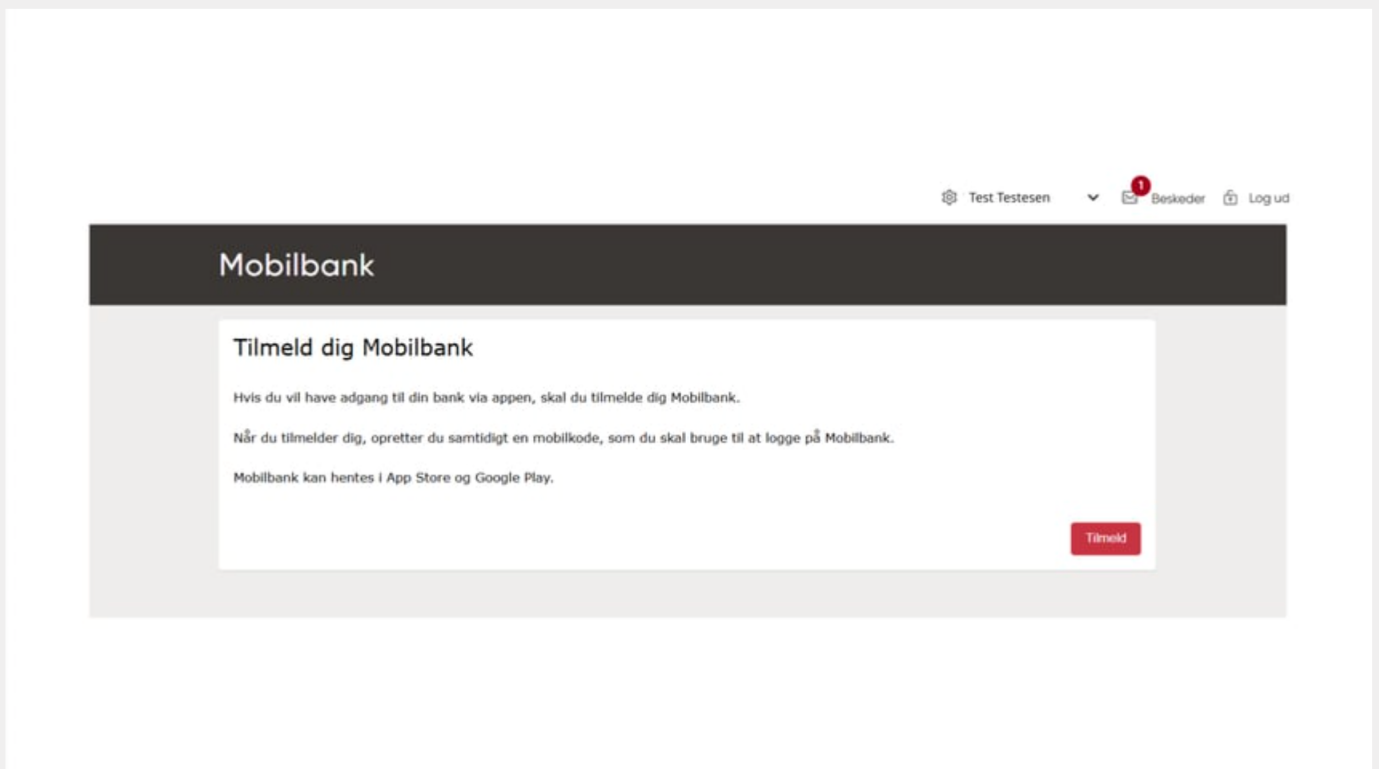 Test Testesen
1
Beskeder
Log ud
Mobilbank
Tilmeld dig Mobilbank
Hvis du vil have adgang til din bank via appen, skal du tilmelde dig Mobilbank.
Når du tilmelder dig, opretter du samtidigt en mobilkode, som du skal bruge til at logge på Mobilbank.
Mobilbank kan hentes i App Store og Google Play.
Tilmeld